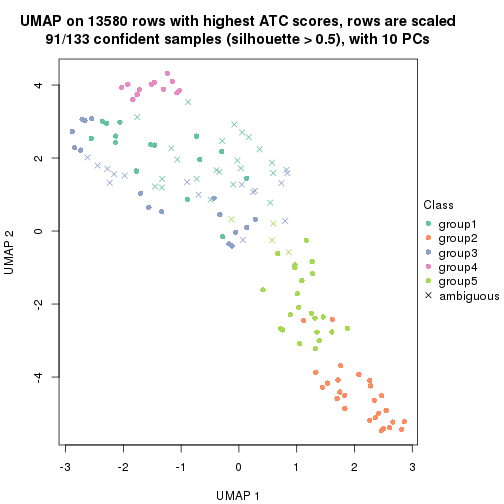 UMAP on 13580 rows with highest ATC scores, rows are scaled
91/133 confident samples (silhouette > 0.5), with 10 PCs
4
2
0
-2
-4
UMAP 2
-3
-2
-1
0
1
2
3
UMAP 1
Class
group1
group2
group3
group4
group5
ambiguous